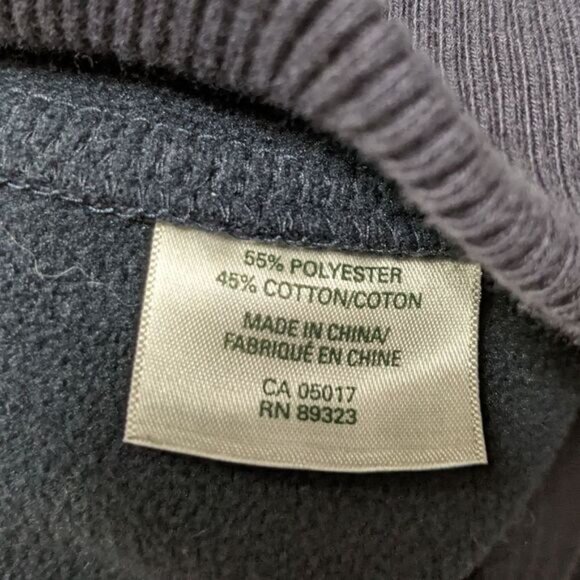 55% POLYESTER
45% COTTON/COTON
MADE IN CHINA/
FABRIQUÉ EN CHINE
CA 05017
RN 89323